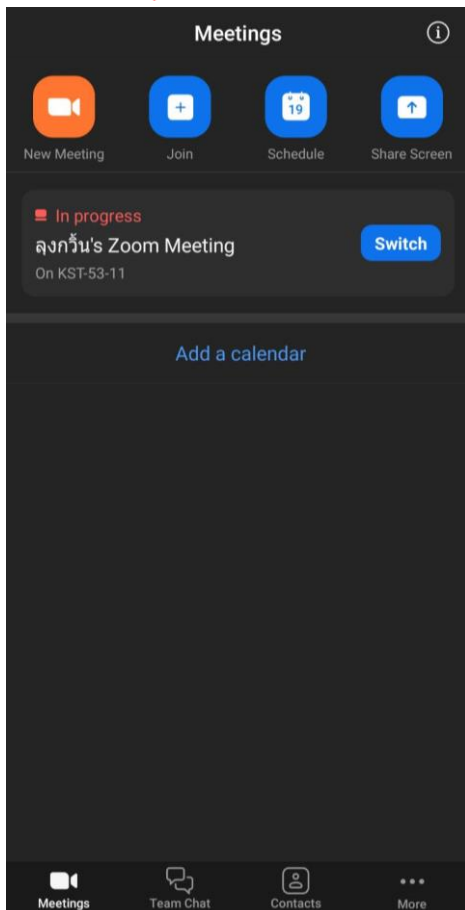 Meetings
New Meeting
Join
19
Schedule
Share Screen
In progress
ลุงกวิ้น's Zoom Meeting
Switch
On KST-53-11
Add a calendar
Meetings
Team Chat
Contacts
More